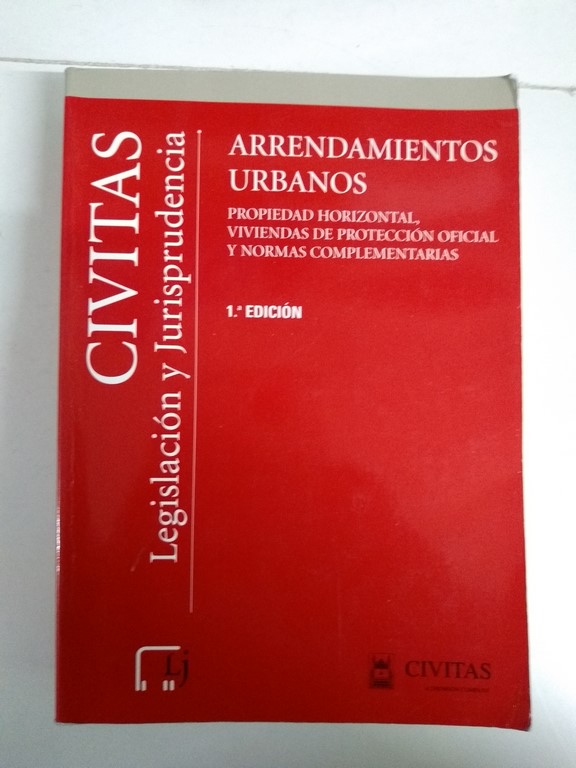 CIVITAS
Legislación y Jurisprudencia
ARRENDAMIENTOS
URBANOS
PROPIEDAD HORIZONTAL,
VIVIENDAS DE PROTECCIÓN OFICIAL
Y NORMAS COMPLEMENTARIAS
1.ª EDICIÓN
Lj
CIVITAS